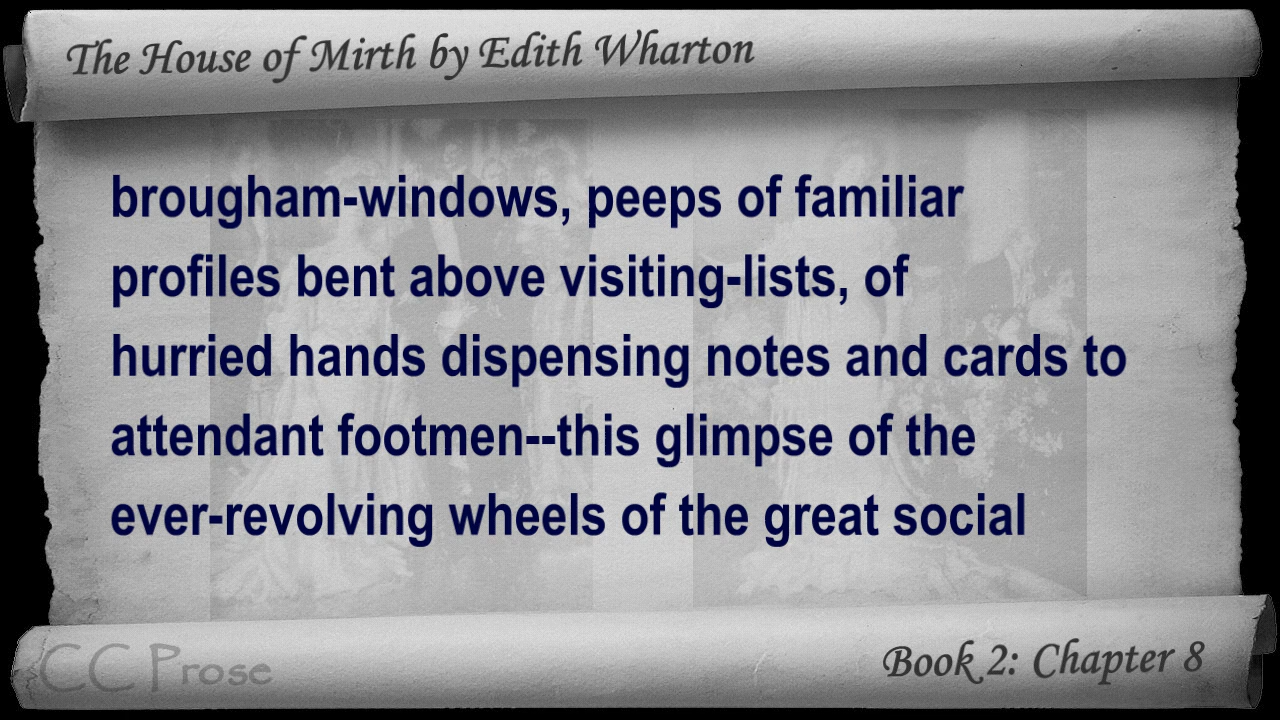 The House of Mirth by Edith Wharton
brougham-windows, peeps of familiar
profiles bent above visiting-lists, of
hurried hands dispensing notes and cards to
attendant footmen--this glimpse of the
ever-revolving wheels of the great social
CC Prose
Book 2: Chapter 8